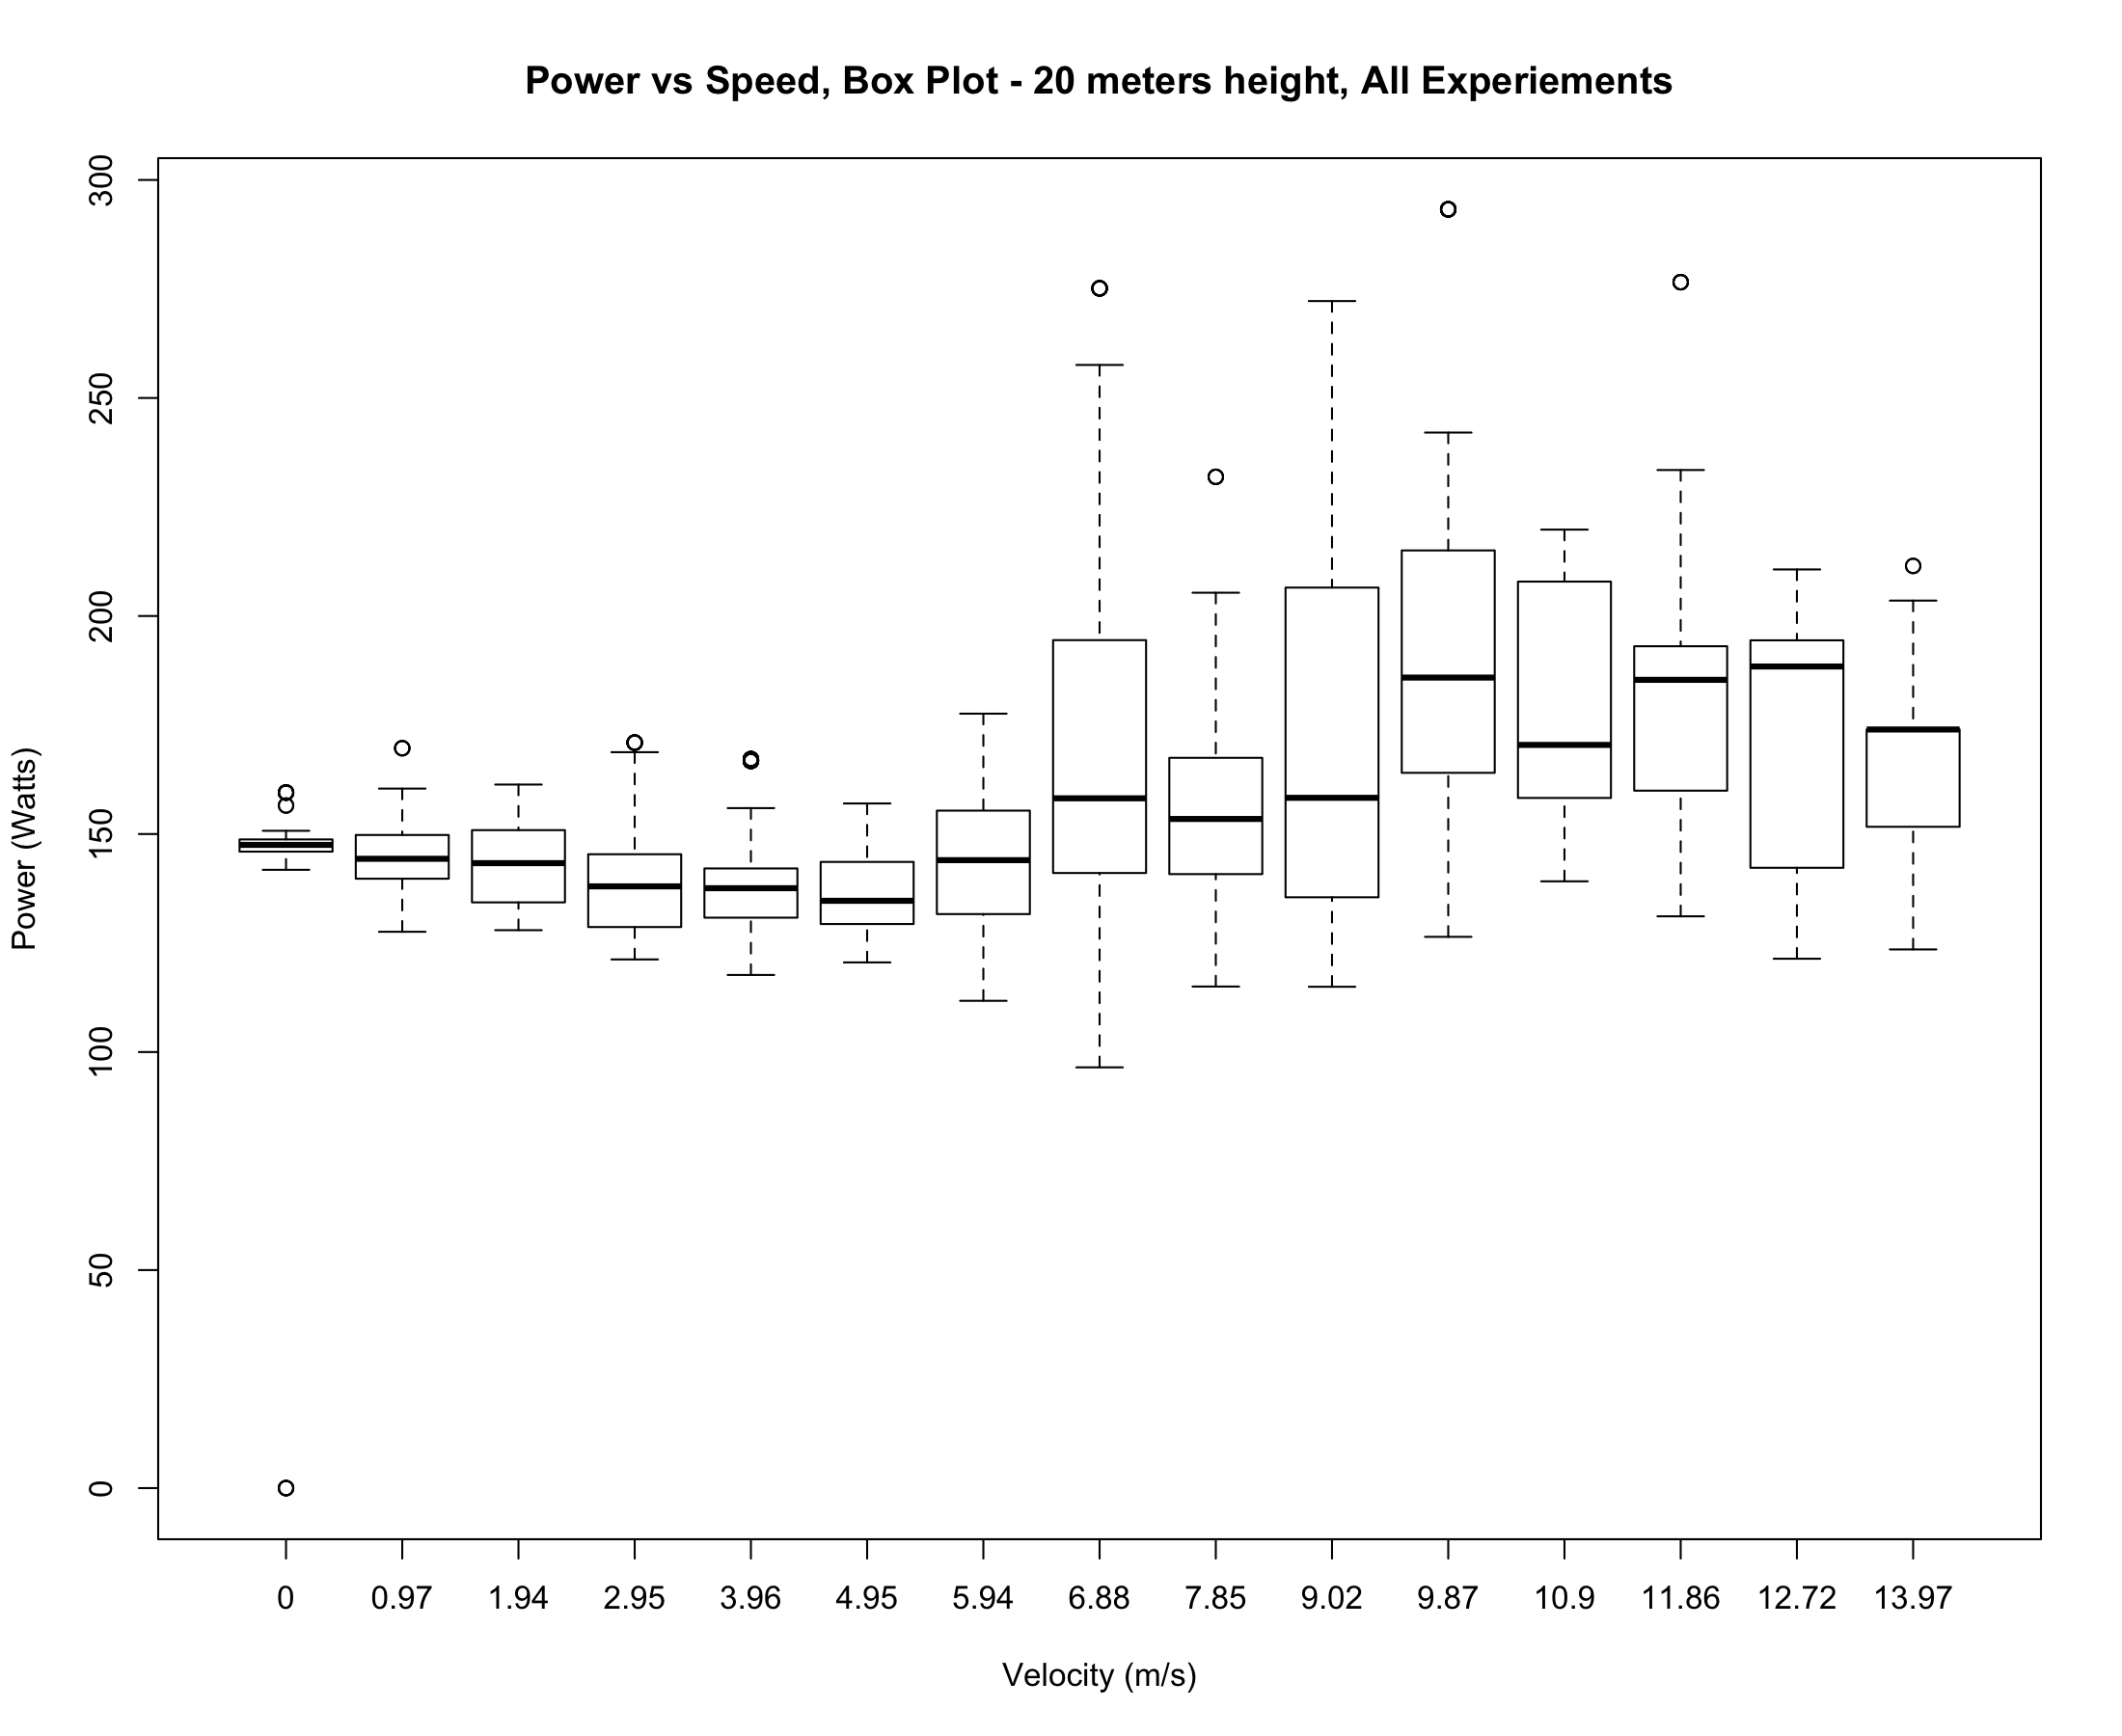 Power vs Speed, Box Plot - 20 meters height, All Experiements
300
250
200
150
100
50
0
Power (Watts)
0 0.97 1.94 2.95 3.96 4.95 5.94 6.88 7.85 9.02 9.87 10.9 11.86 12.72 13.97
Velocity (m/s)